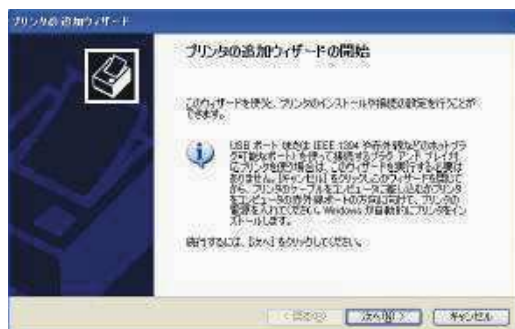 プリンタの追加ウィザード
プリンタの追加ウィザードの開始
このウィザードを使うと、プリンタのインストールや接続の設定を行うことが
できます。
USB ポート (または IEEE 1394 や赤外線などのホットプラ
グ可能なポート) を使って接続するプラグ アンド プレイ対
応プリンタを使う場合は、このウィザードを実行する必要は
ありません。[キャンセル] をクリックしてウィザードを閉じて
から、プリンタのケーブルをコンピュータに差し込むかプリンタ
をコンピュータの赤外線ポートの方向に向けて、プリンタの
電源を入れてください。Windows が自動的にプリンタをイン
ストールします。
続行するには、[次へ] をクリックしてください。
< 戻る(B)
次へ(N) >
キャンセル